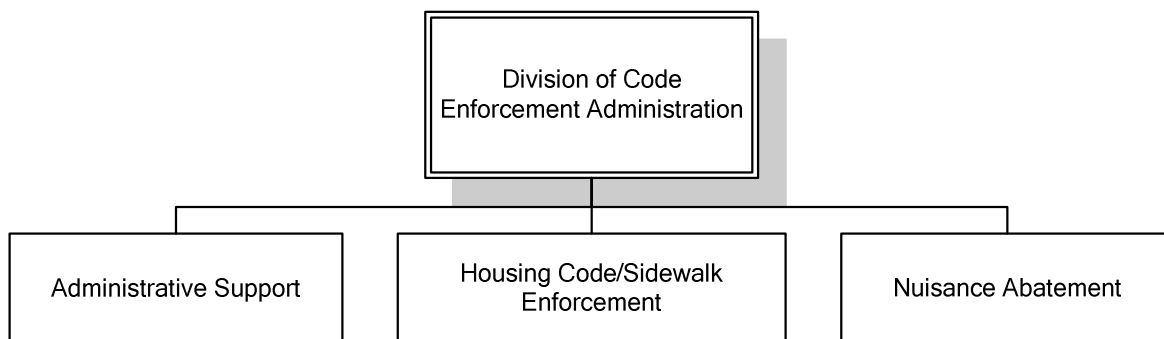 Division of Code
Enforcement Administration
Administrative Support
Housing Code/Sidewalk
Enforcement
Nuisance Abatement